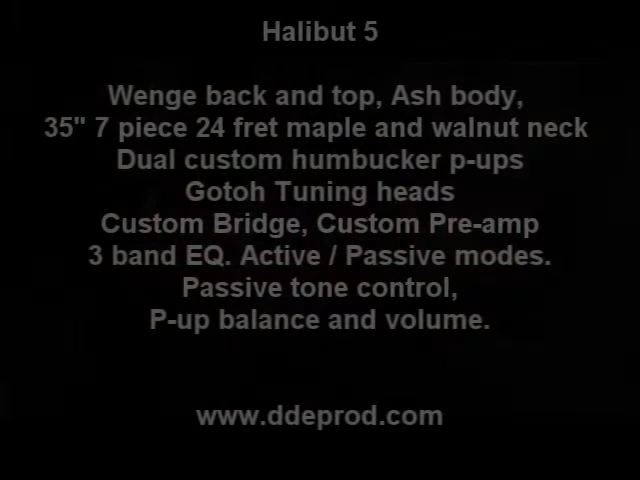 Halibut 5
Wenge back and top, Ash body,
35" 7 piece 24 fret maple and walnut neck
Dual custom humbucker p-ups
Gotoh Tuning heads
Custom Bridge, Custom Pre-amp
3 band EQ. Active / Passive modes.
Passive tone control,
P-up balance and volume.
www.ddeprod.com